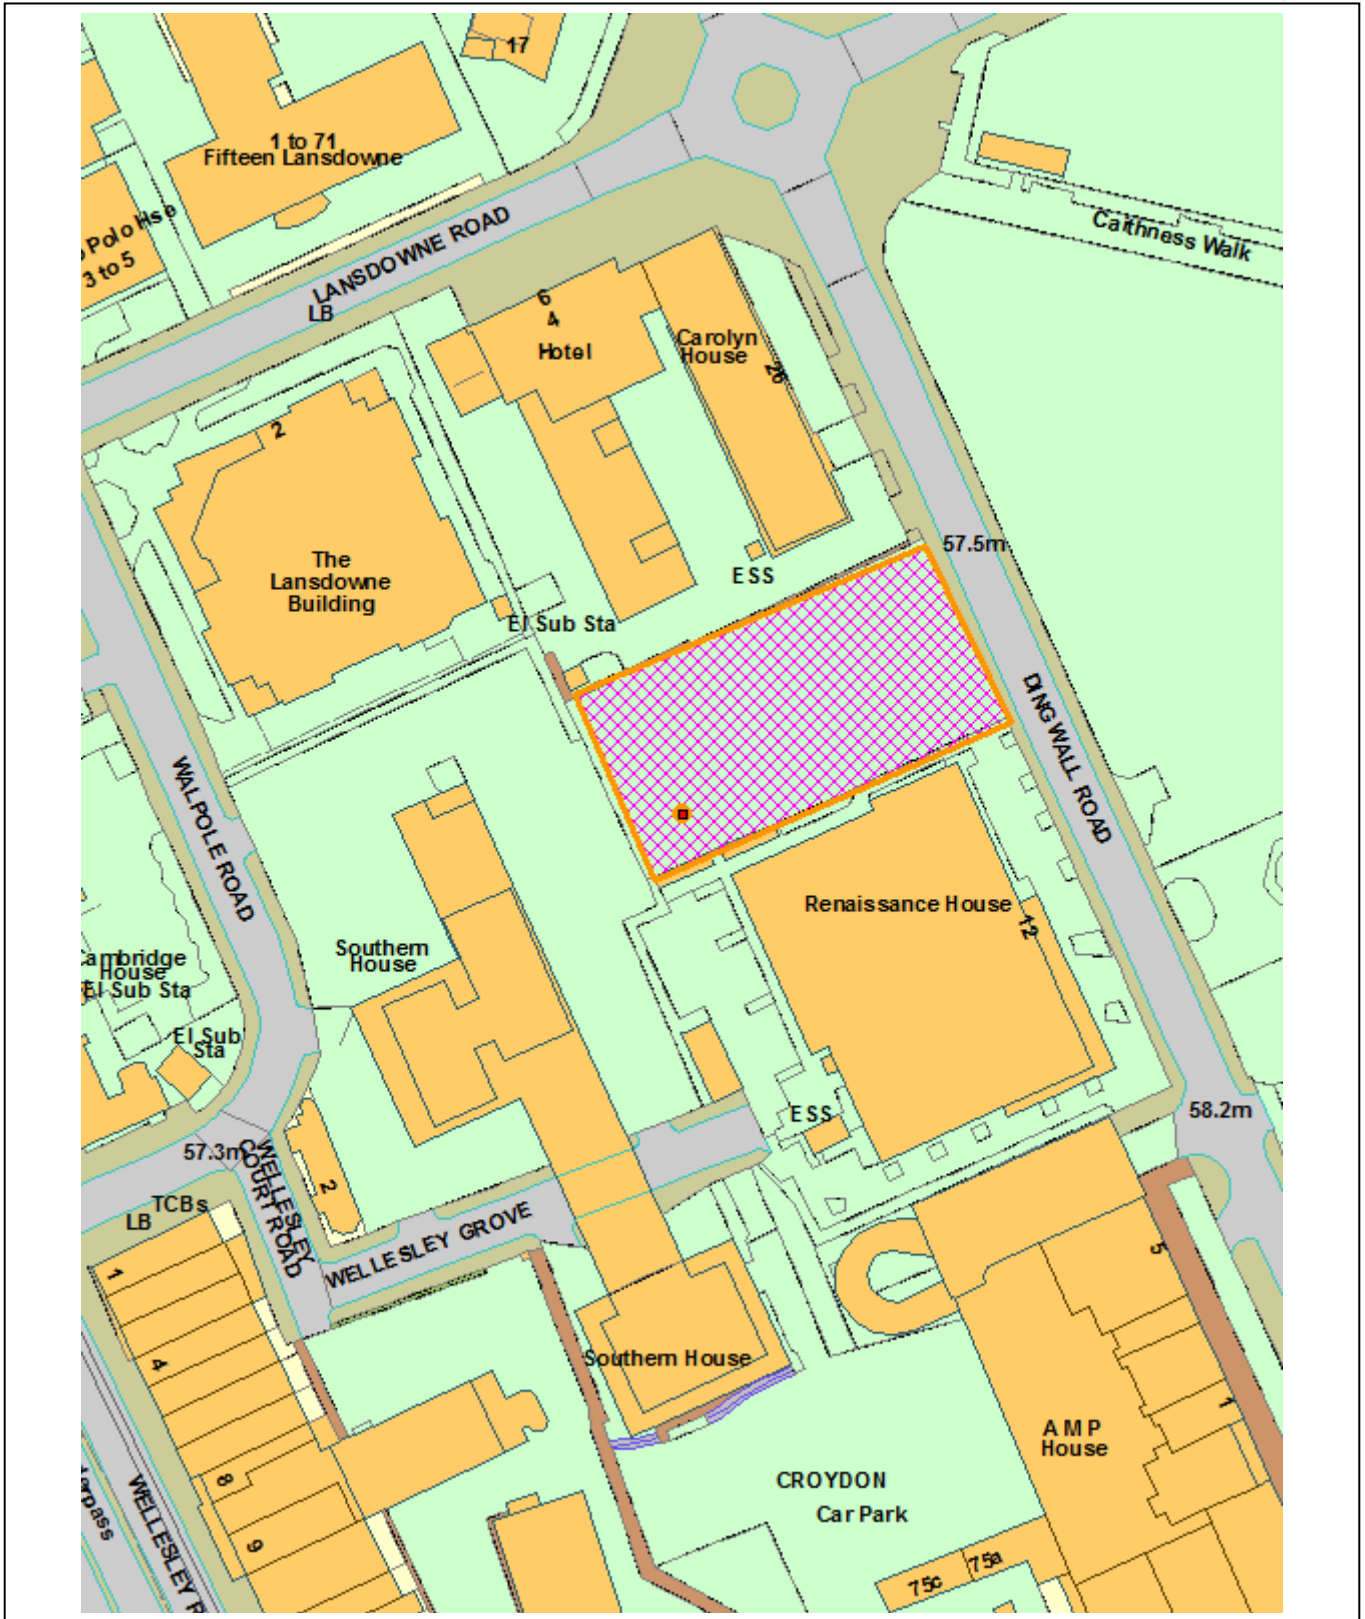 17
1 to 71
Fifteen Lansdowne
Polo Hse
3 to 5
LANSDOWNE ROAD
LB
Caithness Walk
6
4
Hotel
Carolyn
House
26
2
The
Lansdowne
Building
ESS
57.5m
El Sub Sta
DINGWALL ROAD
WALPOLE ROAD
Renaissance House
12
Southern
House
ambridge
House
El Sub Sta
El Sub
Sta
ESS
58.2m
57.3m
WELLESLEY
COURT ROAD
2
TCBs
LB
WELLESLEY GROVE
1
5
4
Southern House
1
AMP
House
8
CROYDON
Car Park
9
erpass
WELLESLEY R
75c
75a